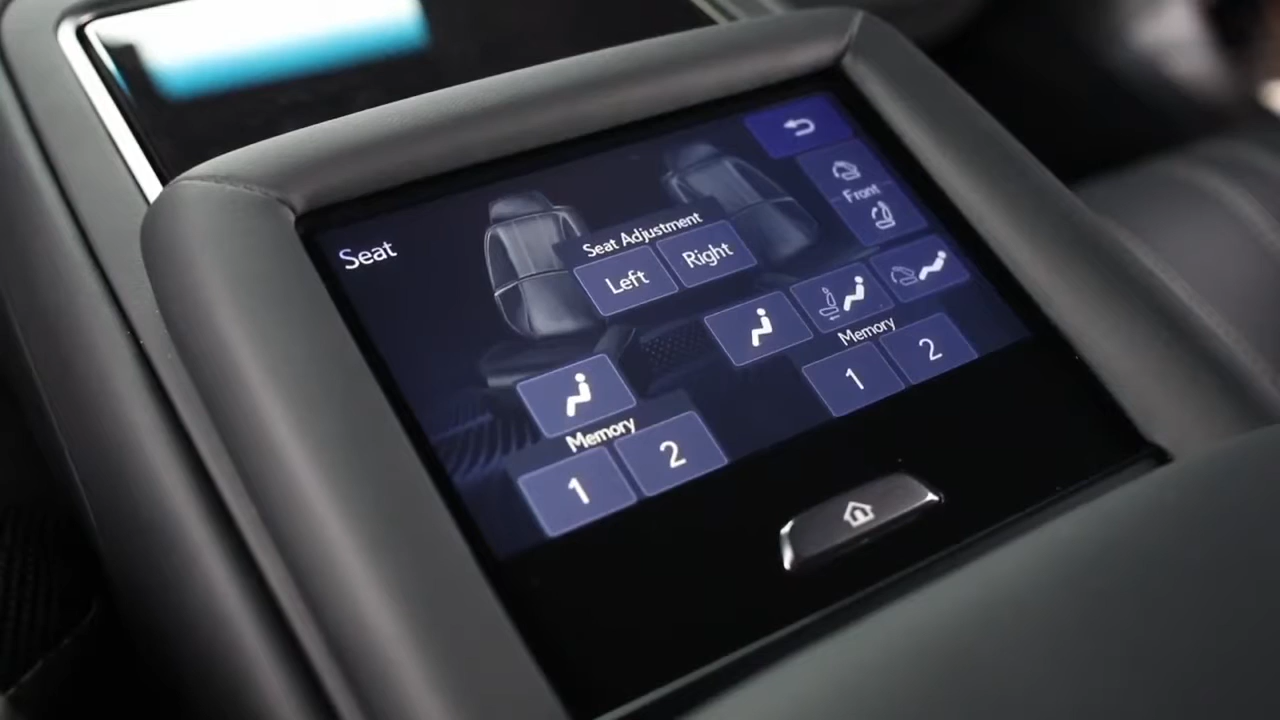 Seat
Seat Adjustment
Left Right
Front
Memory
1 2
Memory
1 2